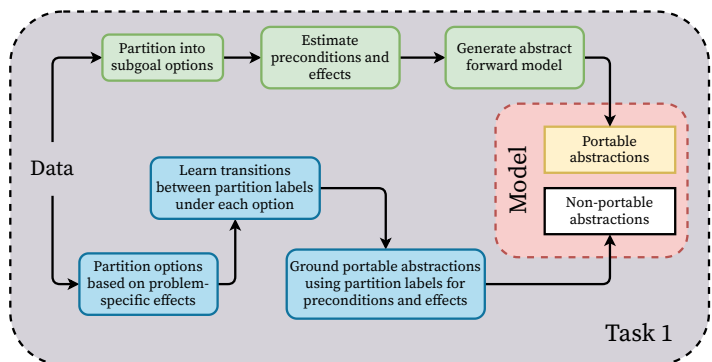 Partition into
subgoal options
Estimate
preconditions and
effects
Generate abstract
forward model
Data
Learn transitions
between partition labels
under each option
Partition options
based on problem-
specific effects
Ground portable abstractions
using partition labels for
preconditions and effects
Model
Portable
abstractions
Non-portable
abstractions
Task 1